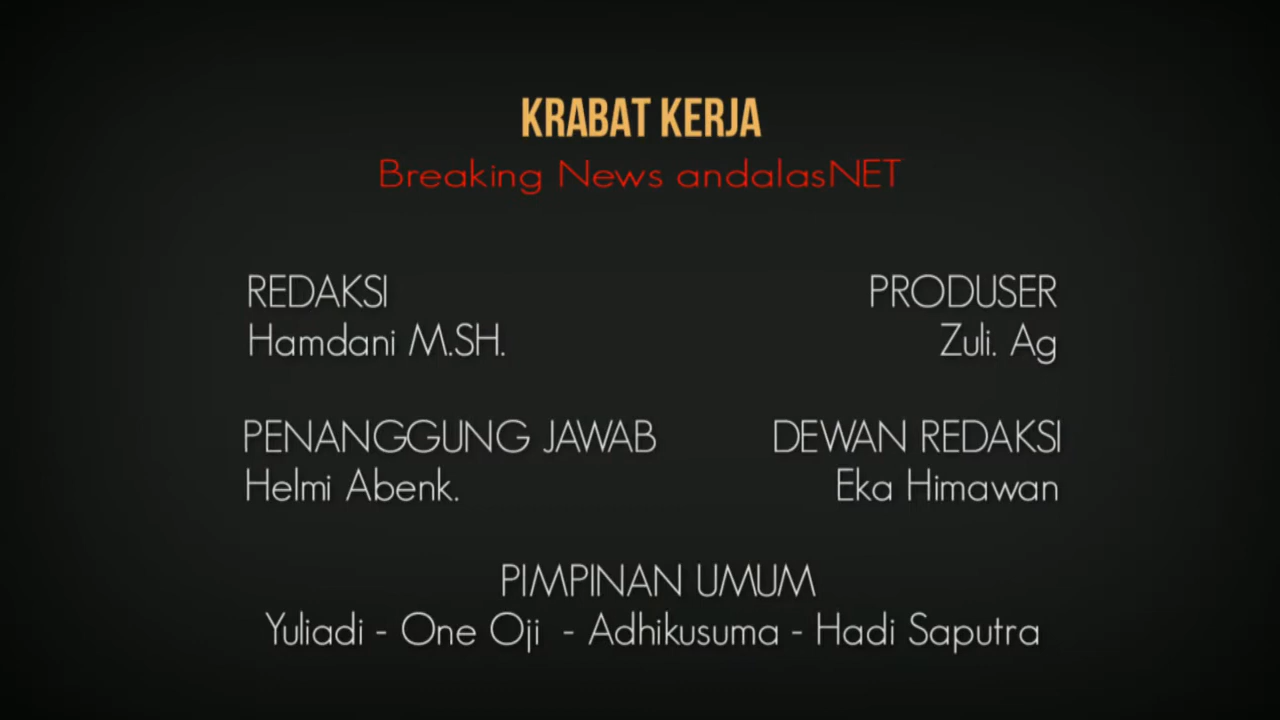 KRABAT KERJA
Breaking News andalasNET
REDAKSI
Hamdani M.SH.
PRODUSER
Zuli. Ag
PENANGGUNG JAWAB
Helmi Abenk.
DEWAN REDAKSI
Eka Himawan
PIMPINAN UMUM
Yuliadi - One Oji - Adhikusuma - Hadi Saputra